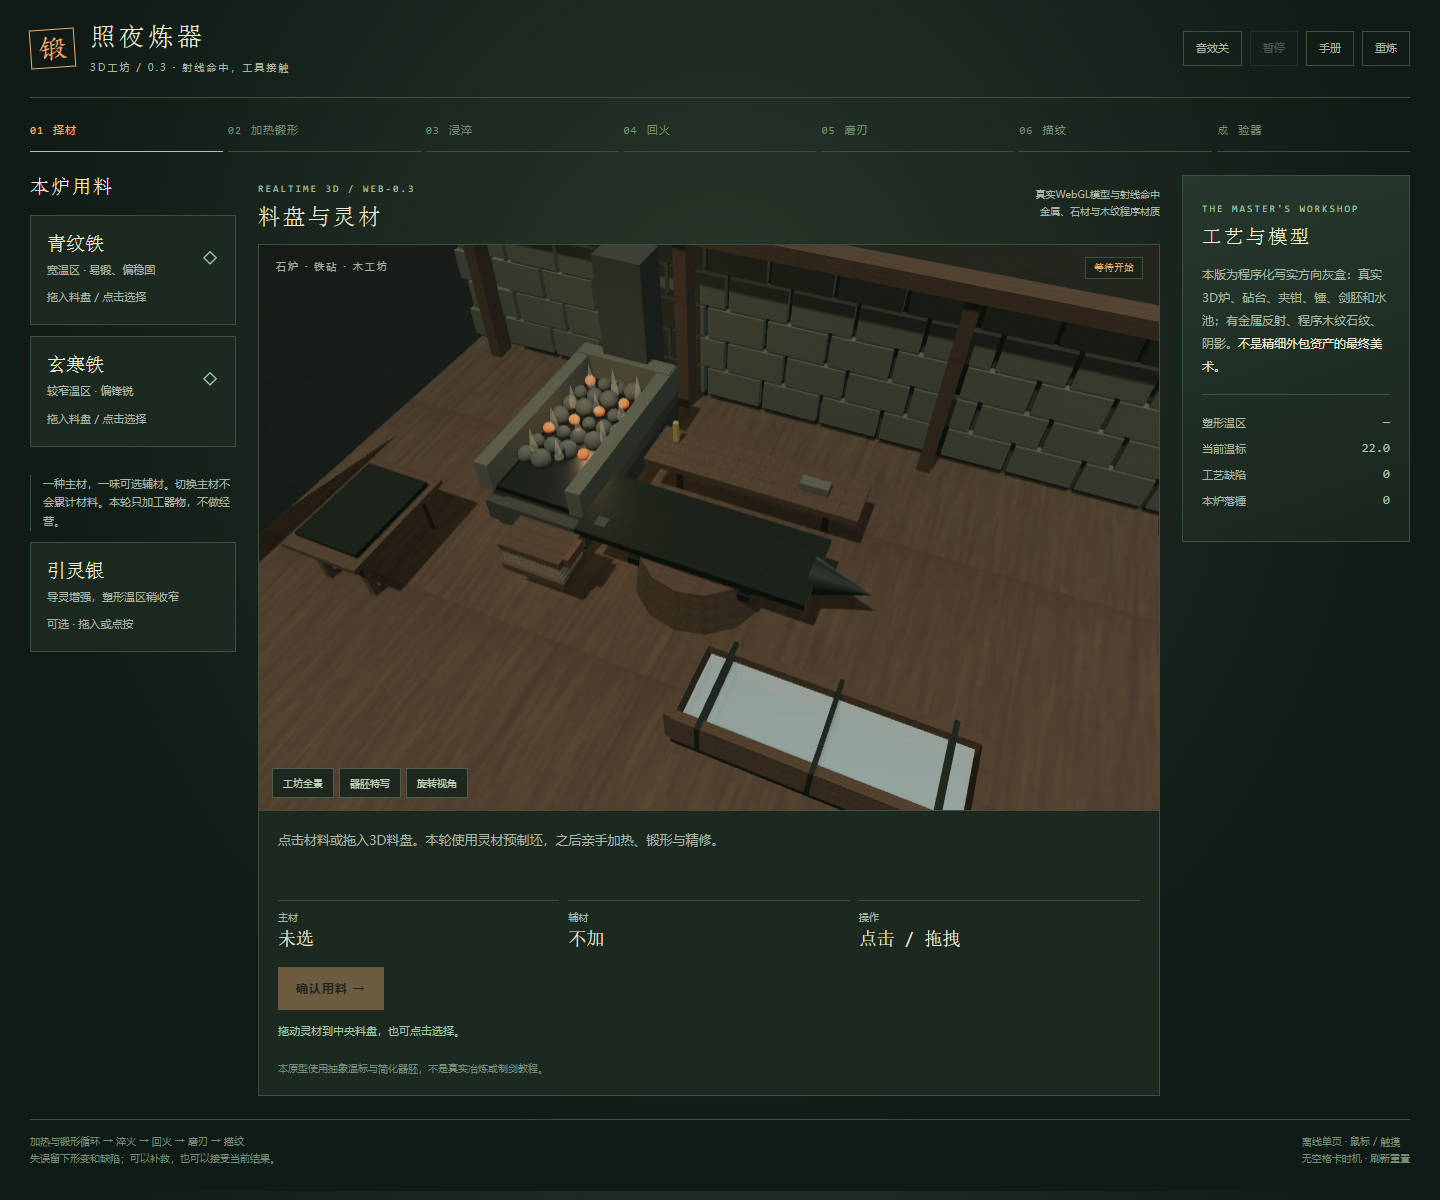 锻
照夜炼器
3D工坊 / 0.3 · 射线命中，工具接触
音效关
暂停
手册
重炼
01 择材
02 加热锻形
03 浸淬
04 回火
05 磨刃
06 描纹
成 验器
本炉用料
青纹铁
宽温区 · 易锻、偏稳固
拖入料盘 / 点击选择
玄寒铁
较窄温区 · 偏锋锐
拖入料盘 / 点击选择
一种主材，一味可选辅材。切换主材不
会累计材料。本轮只加工器物，不做经
营。
引灵银
导灵增强，塑形温区稍收窄
可选 · 拖入或点按
REALTIME 3D / WEB-0.3
料盘与灵材
真实WebGL模型与射线命中
金属、石材与木纹程序材质
石炉 · 铁砧 · 木工坊
等待开始
工坊全景
器胚特写
旋转视角
点击材料或拖入3D料盘。本轮使用灵材预制坯，之后亲手加热、锻形与精修。
主材
未选
辅材
不加
操作
点击 / 拖拽
确认用料 →
拖动灵材到中央料盘，也可点击选择。
本原型使用抽象温标与简化器胚，不是真实冶炼或制剑教程。
THE MASTER'S WORKSHOP
工艺与模型
本版为程序化写实方向灰盒：真实
3D炉、砧台、夹钳、锤、剑胚和水
池；有金属反射、程序木纹石纹、
阴影。不是精细外包资产的最终美
术。
塑形温区 —
当前温标 22.0
工艺缺陷 0
本炉落锤 0
加热与锻形循环 → 淬火 → 回火 → 磨刃 → 描纹
失误留下形变和缺陷；可以补救，也可以接受当前结果。
离线单页 · 鼠标 / 触摸
无空格卡时机 · 刷新重置